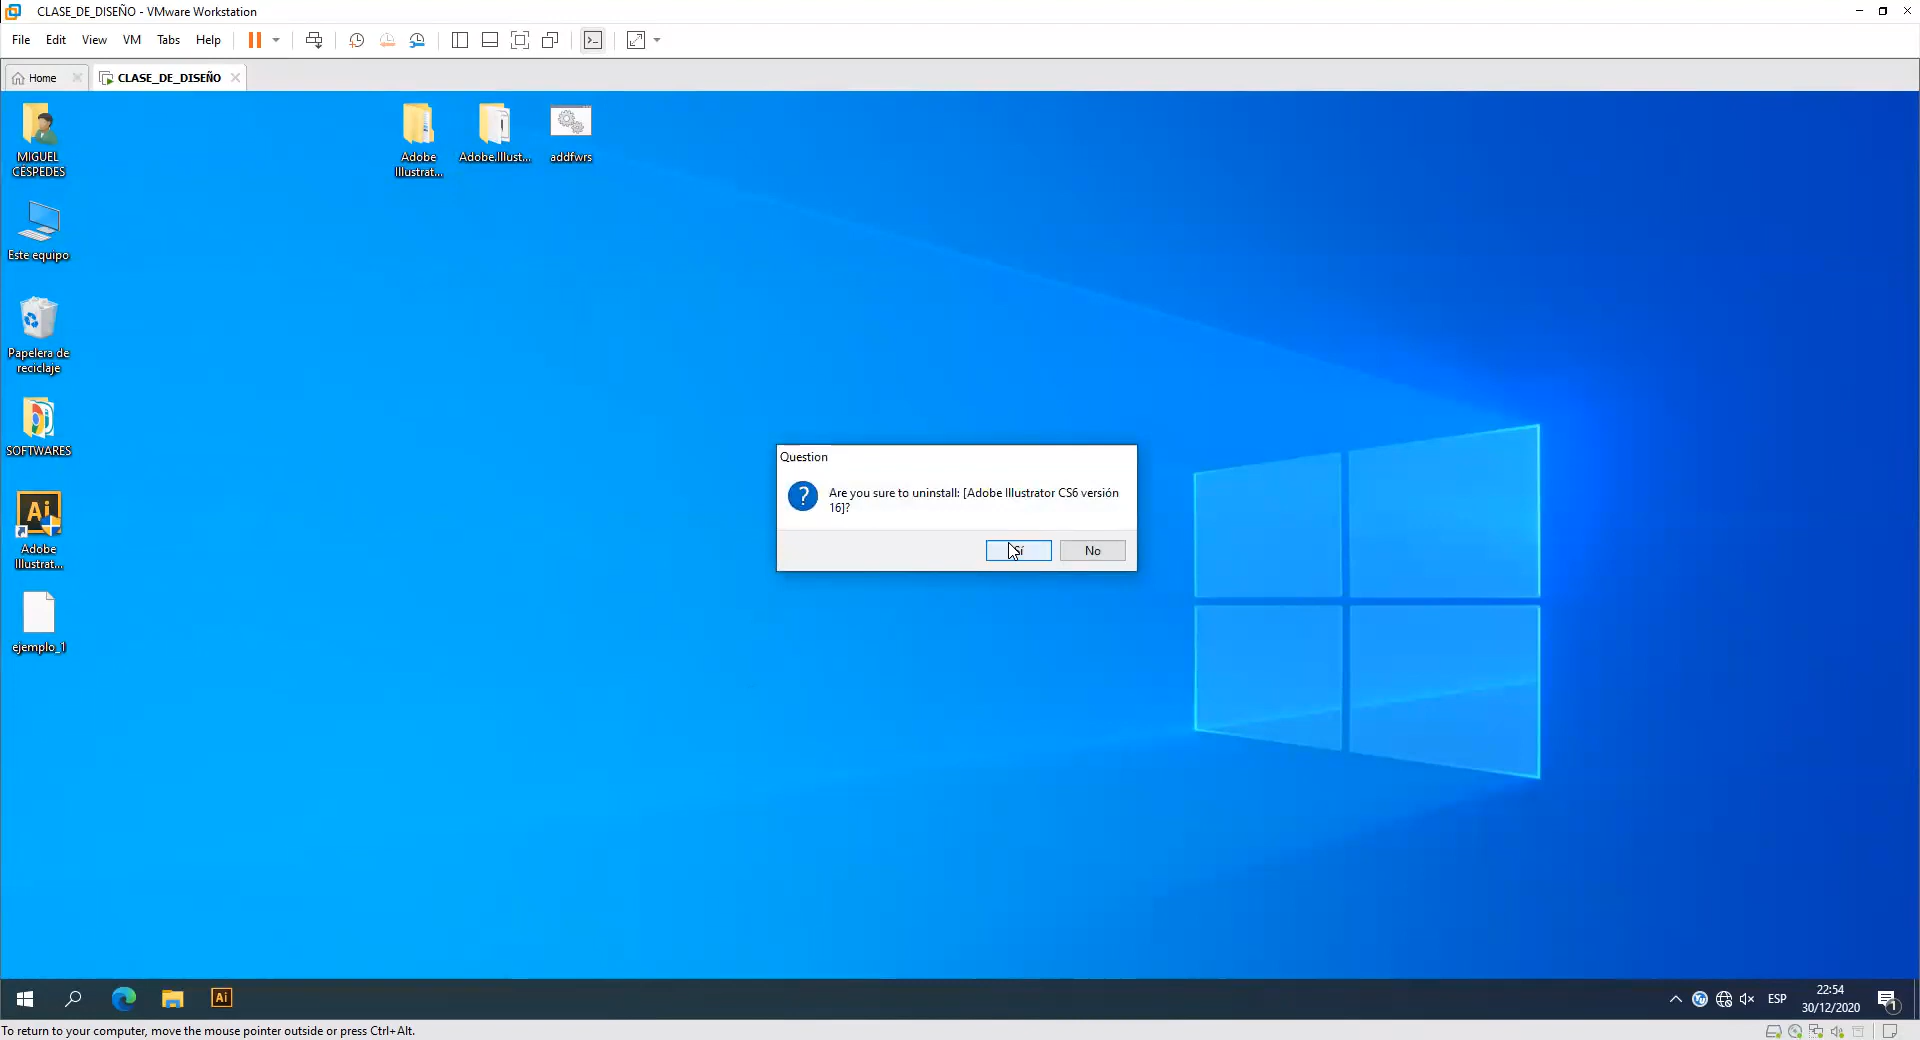 CLASE_DE_DISEÑO - VMware Workstation
File Edit View VM Tabs Help
Home
CLASE_DE_DISEÑO
MIGUEL
CESPEDES
Este equipo
Papelera de
reciclaje
SOFTWARES
Ai
Adobe
Illustrat...
ejemplo_1
Adobe
Illustrat...
Adobe.Illust...
addfwrs
Question
Are you sure to uninstall: [Adobe Illustrator CS6 versión
16]?
No
Ai
ESP
22:54
30/12/2020
1
To return to your computer, move the mouse pointer outside or press Ctrl+Alt.